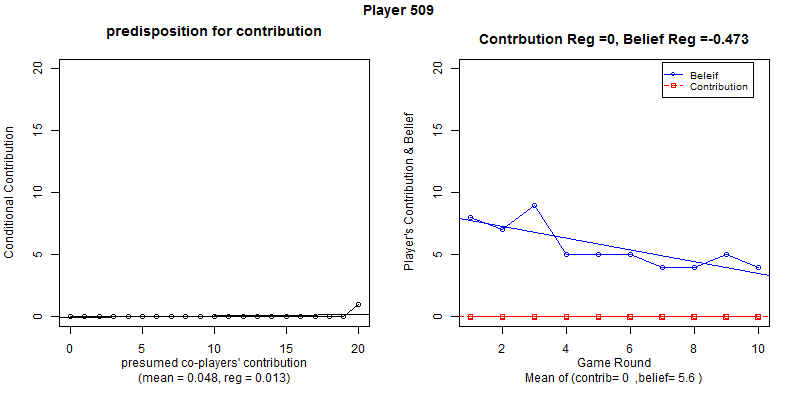 Player 509
predisposition for contribution
Conditional Contribution
20
15
10
5
0
0 5 10 15 20
presumed co-players' contribution
(mean = 0.048, reg = 0.013)
Contrbution Reg =0, Belief Reg =-0.473
Player's Contribution & Belief
20
15
10
5
0
Beleif
Contribution
2 4 6 8 10
Game Round
Mean of (contrib= 0 ,belief= 5.6 )